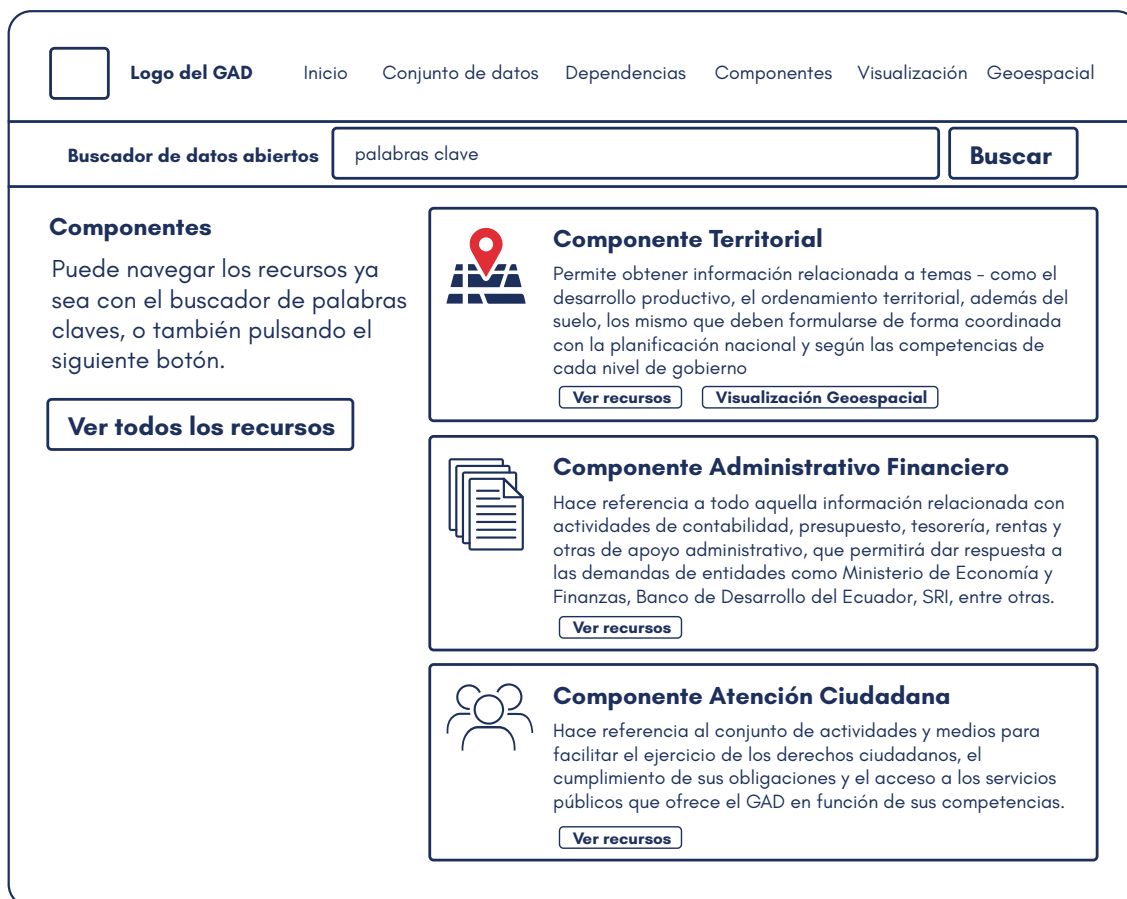 Logo del GAD Inicio Conjunto de datos Dependencias Componentes Visualización Geoespacial
Buscador de datos abiertos palabras clave Buscar
Componentes
Puede navegar los recursos ya
sea con el buscador de palabras
claves, o también pulsando el
siguiente botón.
Ver todos los recursos
Componente Territorial
Permite obtener información relacionada a temas - como el
desarrollo productivo, el ordenamiento territorial, además del
suelo, los mismo que deben formularse de forma coordinada
con la planificación nacional y según las competencias de
cada nivel de gobierno
Ver recursos Visualización Geoespacial
Componente Administrativo Financiero
Hace referencia a todo aquella información relacionada con
actividades de contabilidad, presupuesto, tesorería, rentas y
otras de apoyo administrativo, que permitirá dar respuesta a
las demandas de entidades como Ministerio de Economía y
Finanzas, Banco de Desarrollo del Ecuador, SRI, entre otras.
Ver recursos
Componente Atención Ciudadana
Hace referencia al conjunto de actividades y medios para
facilitar el ejercicio de los derechos ciudadanos, el
cumplimiento de sus obligaciones y el acceso a los servicios
públicos que ofrece el GAD en función de sus competencias.
Ver recursos